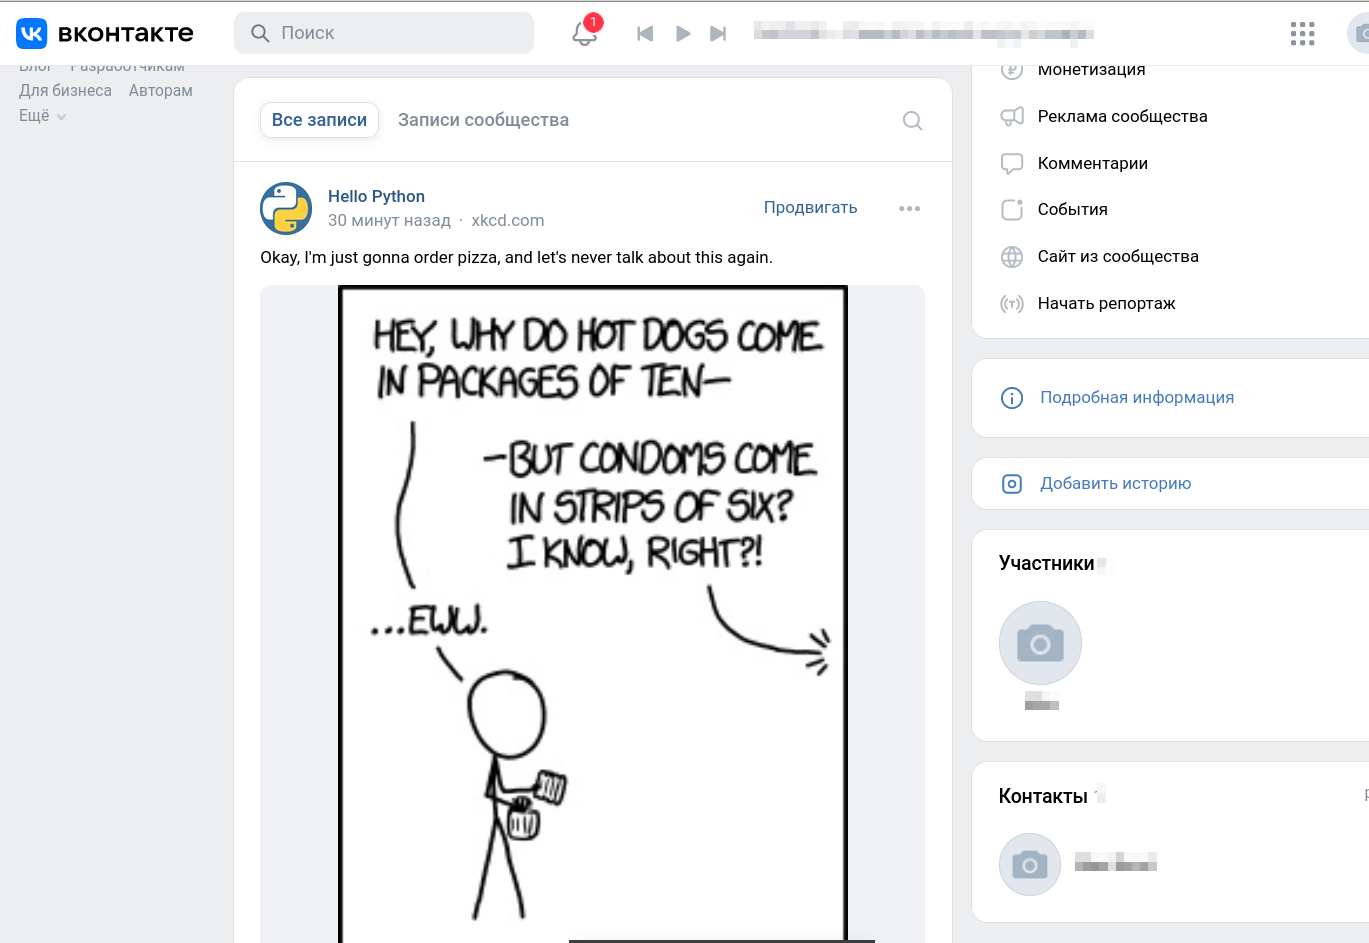 вконтакте
Поиск
1
Блог Разработчикам
Для бизнеса Авторам
Ещё
Все записи Записи сообщества
Hello Python
30 минут назад · xkcd.com
Продвигать
Okay, I'm just gonna order pizza, and let's never talk about this again.
HEY, WHY DO HOT DOGS COME
IN PACKAGES OF TEN—
—BUT CONDOMS COME
IN STRIPS OF SIX?
I KNOW, RIGHT?!
...EWW.
Монетизация
Реклама сообщества
Комментарии
События
Сайт из сообщества
Начать репортаж
Подробная информация
Добавить историю
Участники
Контакты